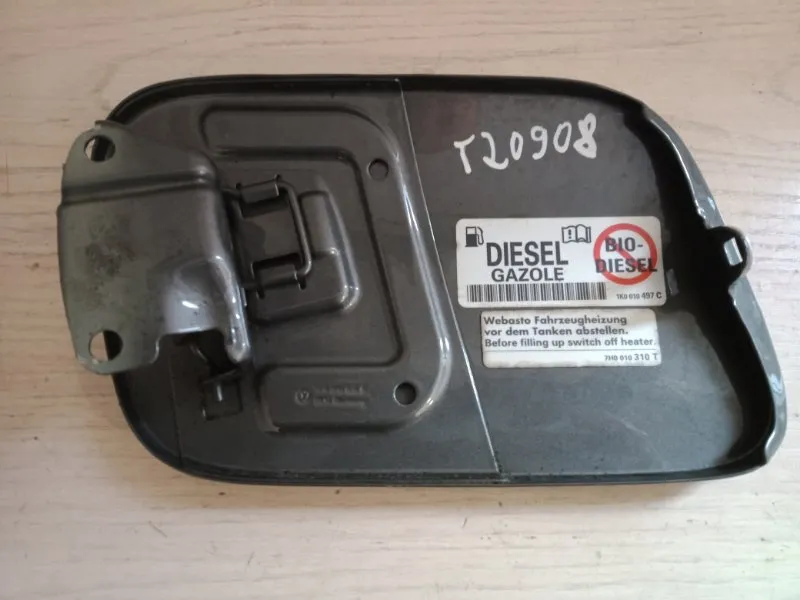 T20908
DIESEL
GAZOLE
BIO-
DIESEL
1K0 010 497 C
Webasto Fahrzeugheizung
vor dem Tanken abstellen.
Before filling up switch off heater.
7H0 010 310 T